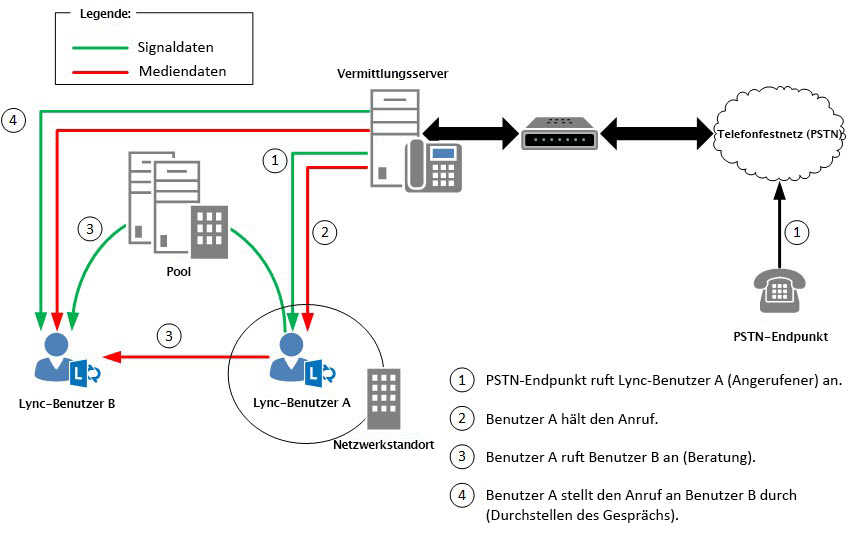 Legende:
Signaldaten
Mediendaten
Vermittlungsserver
4
1
Telefonfestnetz (PSTN)
3
2
1
Pool
3
PSTN-Endpunkt
L
L
Lync-Benutzer B
Lync-Benutzer A
Netzwerkstandort
1 PSTN-Endpunkt ruft Lync-Benutzer A (Angerufener) an.
2 Benutzer A hält den Anruf.
3 Benutzer A ruft Benutzer B an (Beratung).
4 Benutzer A stellt den Anruf an Benutzer B durch
(Durchstellen des Gesprächs).